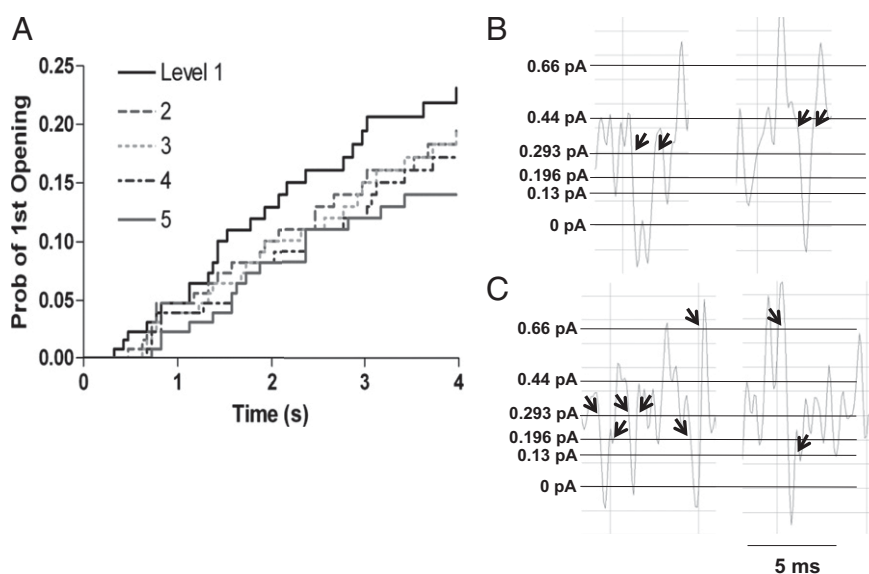 A
Prob of 1st Opening
0.25
0.20
0.15
0.10
0.05
0.00
Level 1
2
3
4
5
0
1
2
3
4
Time (s)
B
0.66 pA
0.44 pA
0.293 pA
0.196 pA
0.13 pA
0 pA
C
0.66 pA
0.44 pA
0.293 pA
0.196 pA
0.13 pA
0 pA
5 ms